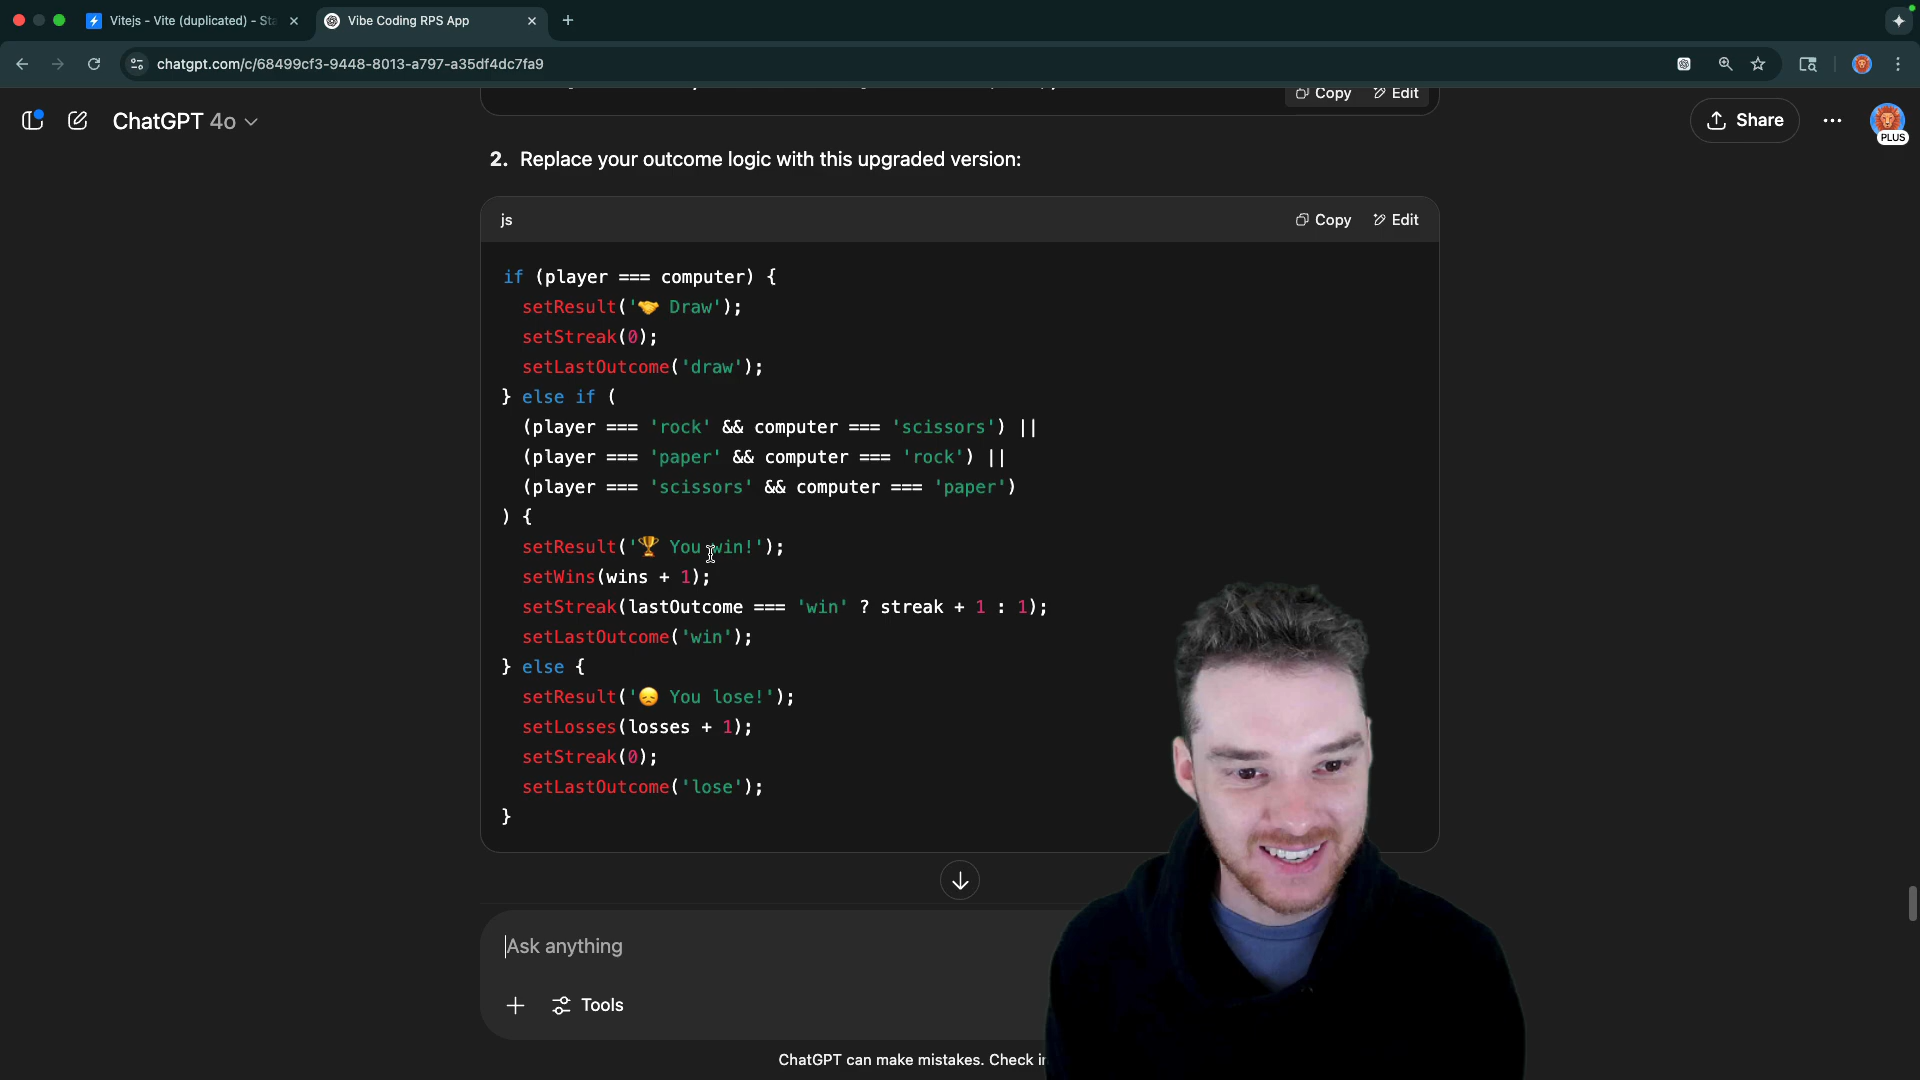 Vitejs - Vite (duplicated) - Sta
Vibe Coding RPS App
chatgpt.com/c/68499cf3-9448-8013-a797-a35df4dc7fa9
ChatGPT 4o
Copy
Edit
Share
PLUS
2. Replace your outcome logic with this upgraded version:
js
Copy
Edit
if (player === computer) {
setResult('🤝 Draw');
setStreak(0);
setLastOutcome('draw');
} else if (
(player === 'rock' && computer === 'scissors') ||
(player === 'paper' && computer === 'rock') ||
(player === 'scissors' && computer === 'paper')
) {
setResult('🏆 You win!');
setWins(wins + 1);
setStreak(lastOutcome === 'win' ? streak + 1 : 1);
setLastOutcome('win');
} else {
setResult('😞 You lose!');
setLosses(losses + 1);
setStreak(0);
setLastOutcome('lose');
}
Ask anything
Tools
ChatGPT can make mistakes. Check